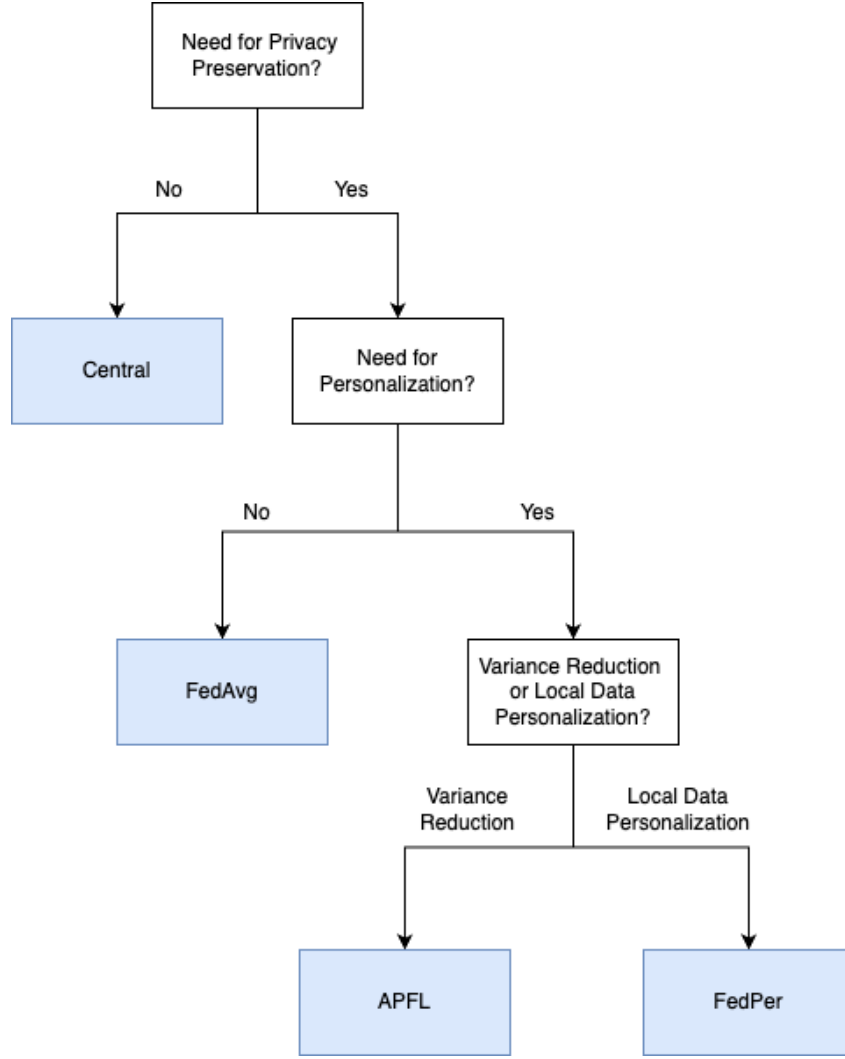 Need for Privacy
Preservation?
No
Yes
Central
Need for
Personalization?
No
Yes
FedAvg
Variance Reduction
or Local Data
Personalization?
Variance
Reduction
Local Data
Personalization
APFL
FedPer